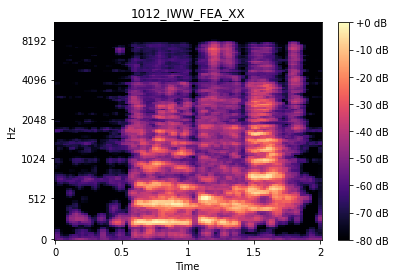 1012_IWW_FEA_XX
+0 dB
8192
-10 dB
4096
-20 dB
-30 dB
2048
Hz
-40 dB
1024
-50 dB
512
-60 dB
-70 dB
0
-80 dB
0
0.5
1
1.5
2
Time